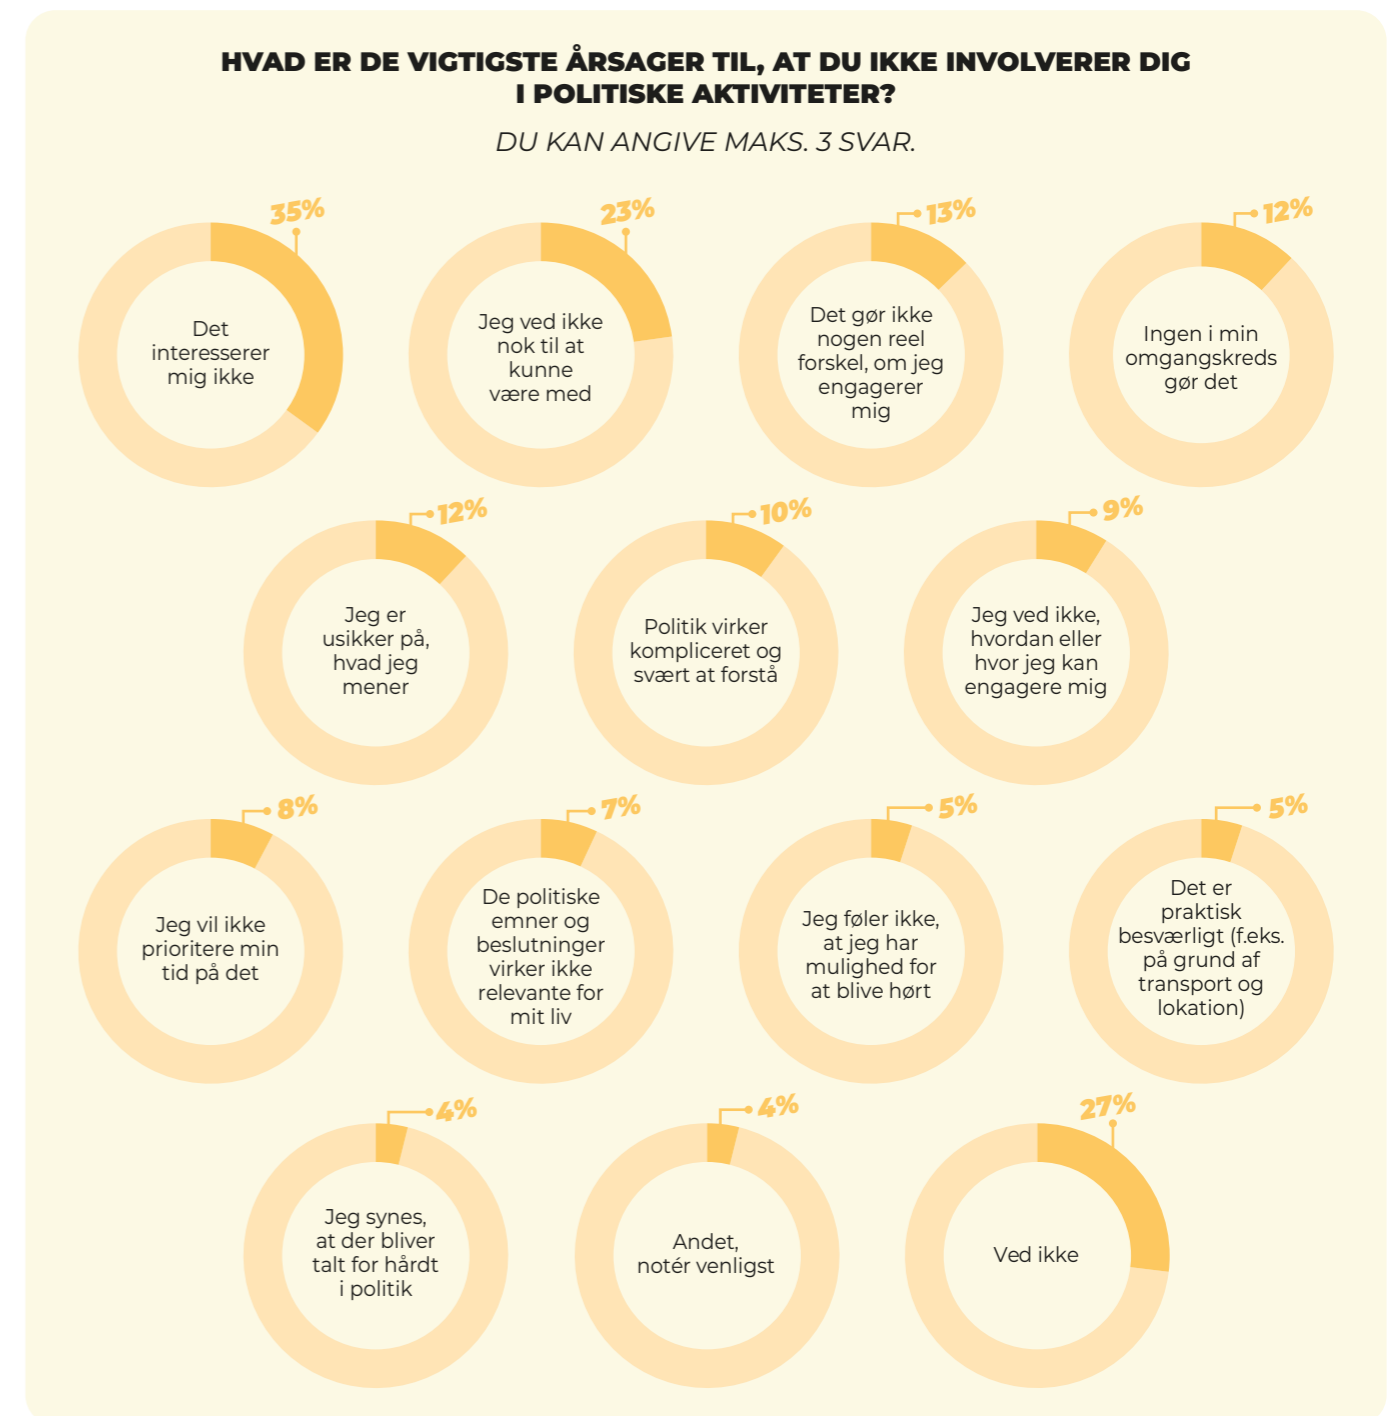 HVAD ER DE VIGTIGSTE ÅRSAGER TIL, AT DU IKKE INVOLVERER DIG
I POLITISKE AKTIVITETER?
DU KAN ANGIVE MAKS. 3 SVAR.
35%
Det
interesserer
mig ikke
23%
Jeg ved ikke
nok til at
kunne
være med
13%
Det gør ikke
nogen reel
forskel, om jeg
engagerer
mig
12%
Ingen i min
omgangskreds
gør det
12%
Jeg er
usikker på,
hvad jeg
mener
10%
Politik virker
kompliceret og
svært at forstå
9%
Jeg ved ikke,
hvordan eller
hvor jeg kan
engagere mig
8%
Jeg vil ikke
prioritere min
tid på det
7%
De politiske
emner og
beslutninger
virker ikke
relevante for
mit liv
5%
Jeg føler ikke,
at jeg har
mulighed for
at blive hørt
5%
Det er
praktisk
besværligt (f.eks.
på grund af
transport og
lokation)
4%
Jeg synes,
at der bliver
talt for hårdt
i politik
4%
Andet,
notér venligst
27%
Ved ikke